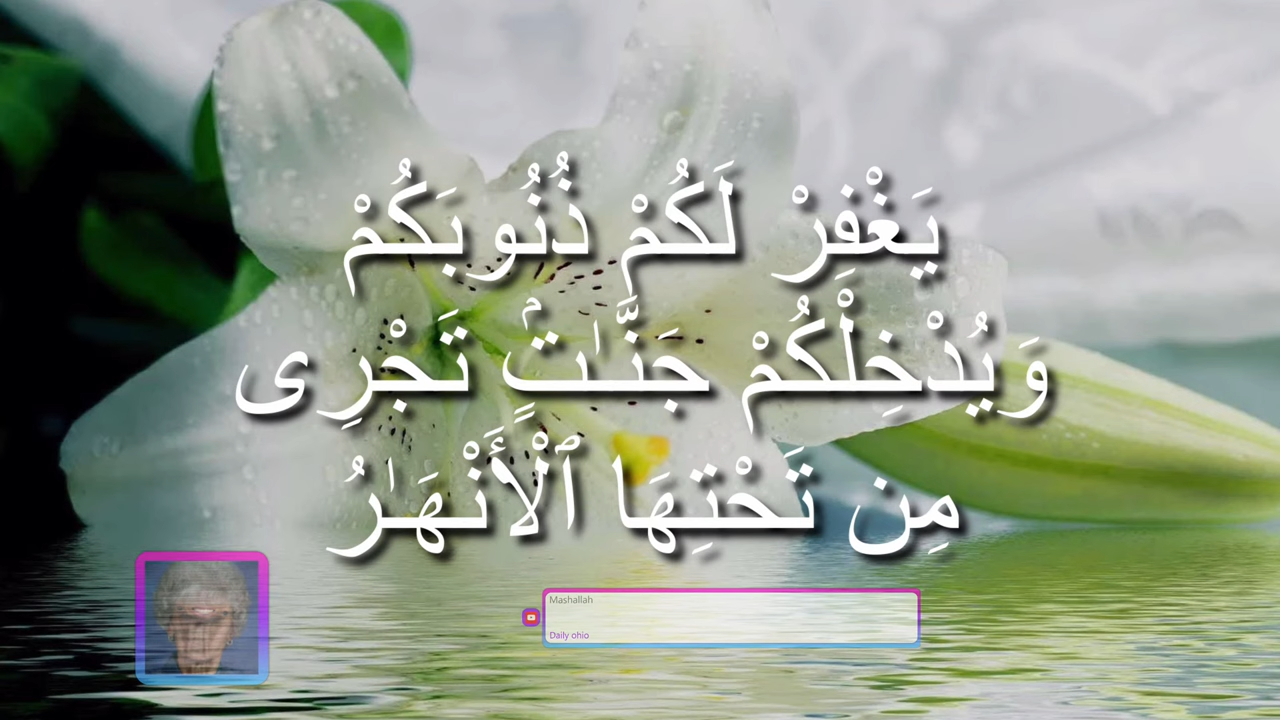 يَغْفِرْ لَكُمْ ذُنُوبَكُمْ
وَيُدْخِلْكُمْ جَنَّـٰتٍۢ تَجْرِى
مِن تَحْتِهَا ٱلْأَنْهَـٰرُ
Mashallah
Daily ohio